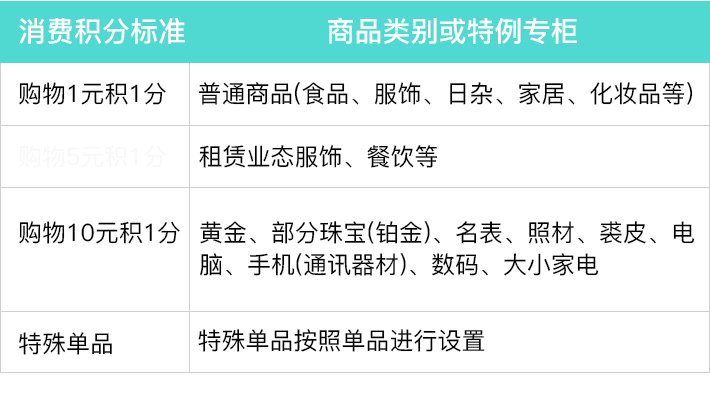 消费积分标准 商品类别或特例专柜
购物1元积1分 普通商品(食品、服饰、日杂、家居、化妆品等)
购物5元积1分 租赁业态服饰、餐饮等
购物10元积1分 黄金、部分珠宝(铂金)、名表、照材、裘皮、电
脑、手机(通讯器材)、数码、大小家电
特殊单品 特殊单品按照单品进行设置